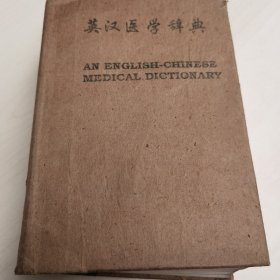 英汉医学辞典
AN ENGLISH-CHINESE
MEDICAL DICTIONARY